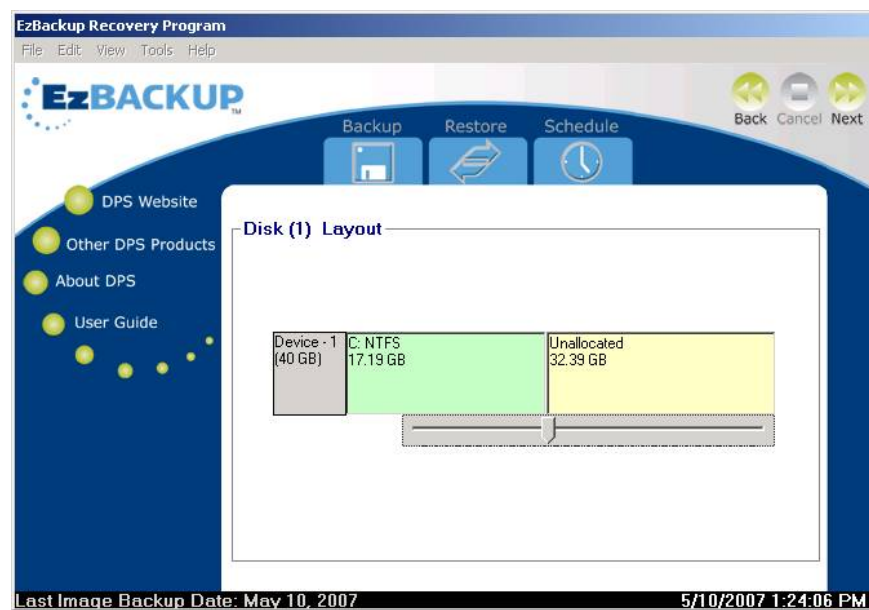 EzBackup Recovery Program
File Edit View Tools Help
EzBACKUP™
Back Cancel Next
Backup Restore Schedule
DPS Website
Other DPS Products
About DPS
User Guide
Disk (1) Layout
Device - 1
(40 GB)
C: NTFS
17.19 GB
Unallocated
32.39 GB
Last Image Backup Date: May 10, 2007
5/10/2007 1:24:06 PM